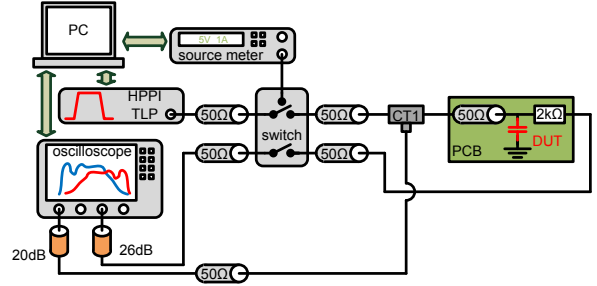 PC
5V 1A
source meter
HPPI
TLP
50Ω
50Ω
CT1
50Ω
2kΩ
switch
DUT
PCB
oscilloscope
50Ω
50Ω
20dB
26dB
50Ω